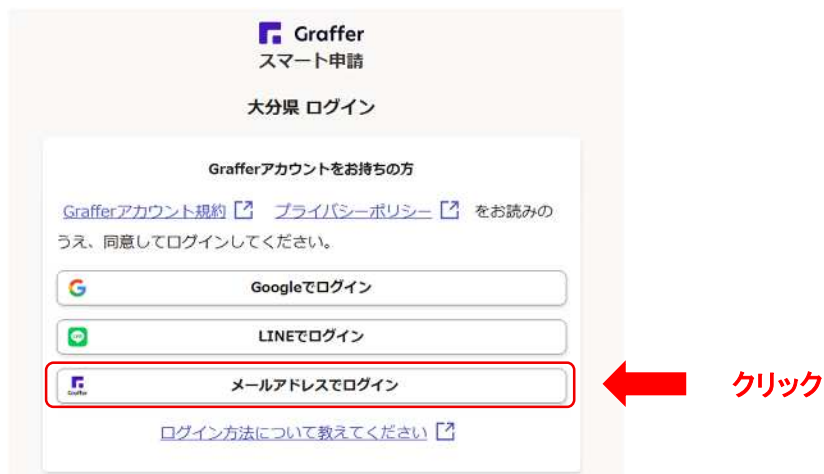 Graffer
スマート申請
大分県 ログイン
Grafferアカウントをお持ちの方
Grafferアカウント規約 プライバシーポリシー をお読みの
うえ、同意してログインしてください。
Googleでログイン
LINEでログイン
メールアドレスでログイン
クリック
ログイン方法について教えてください